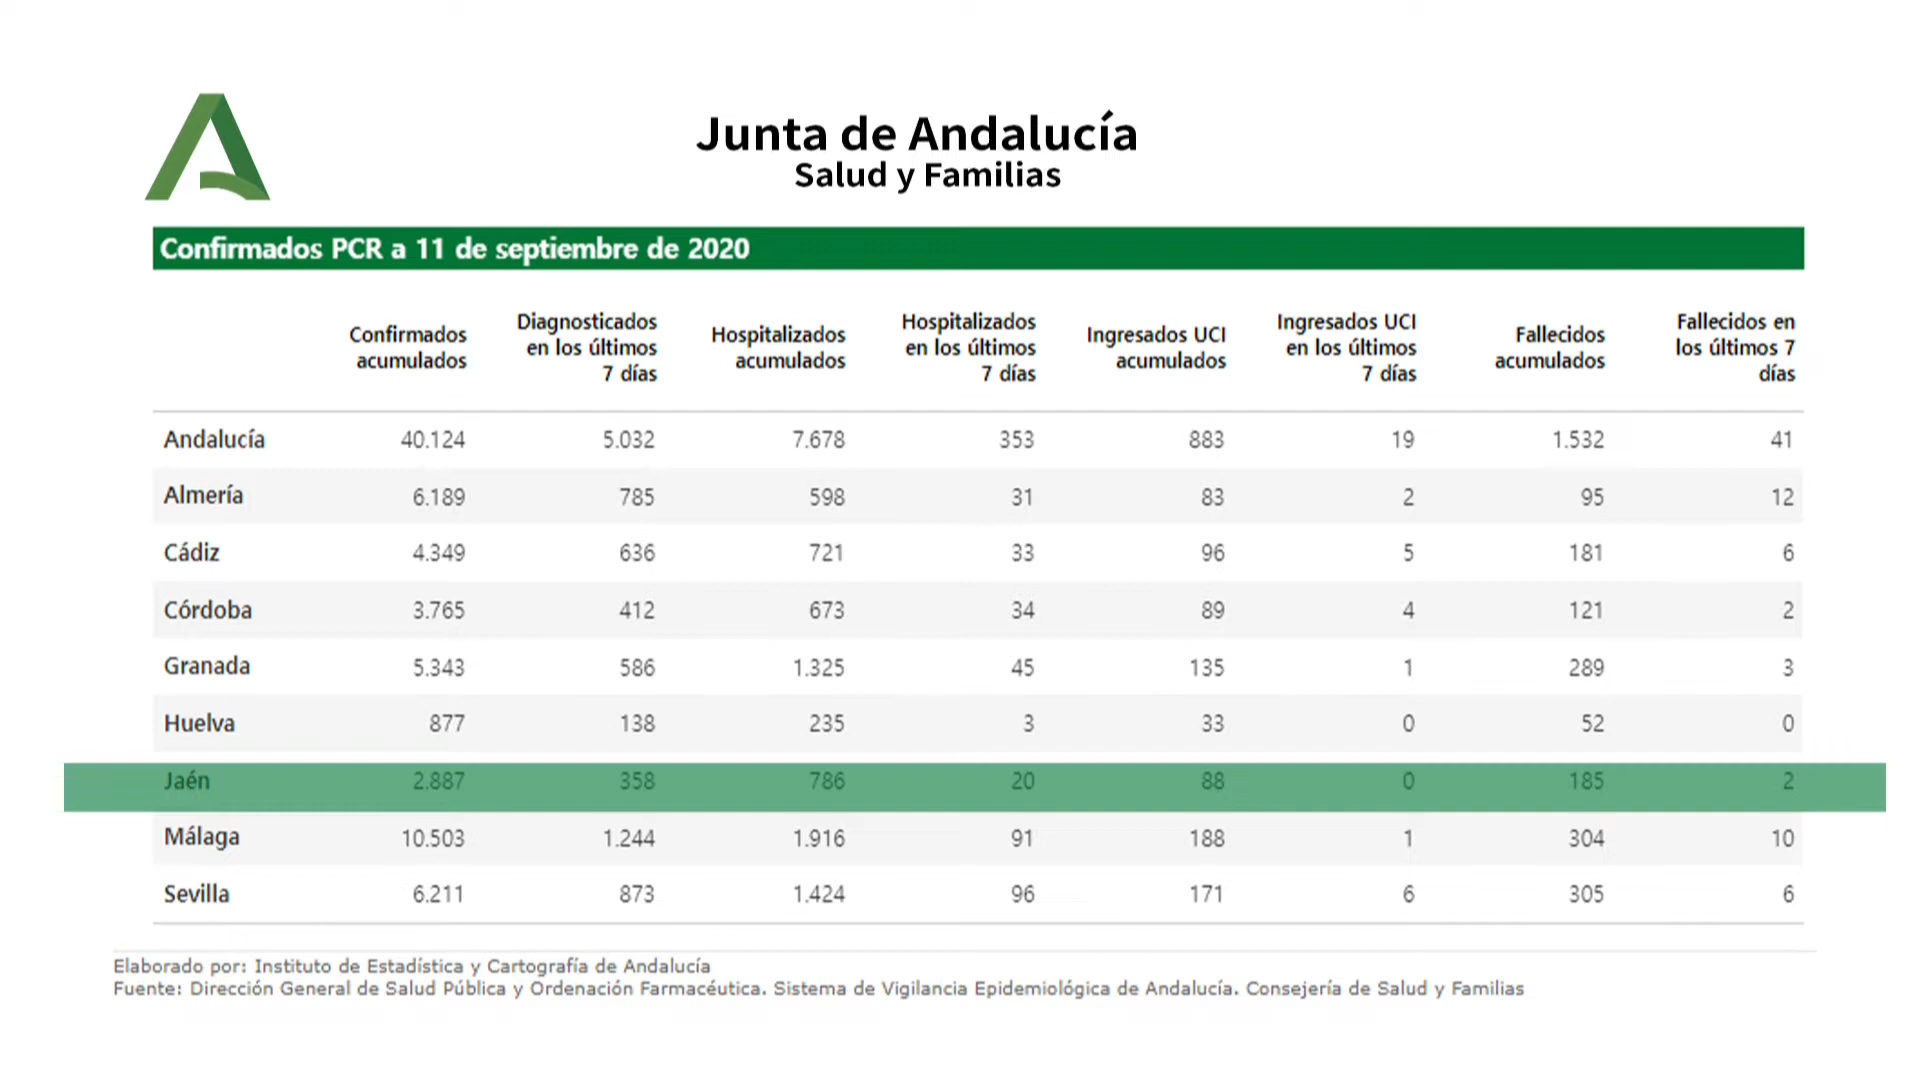 Junta de Andalucía
Salud y Familias
Confirmados PCR a 11 de septiembre de 2020
Confirmados acumulados Diagnosticados en los últimos 7 días Hospitalizados acumulados Hospitalizados en los últimos 7 días Ingresados UCI acumulados Ingresados UCI en los últimos 7 días Fallecidos acumulados Fallecidos en los últimos 7 días
Andalucía 40.124 5.032 7.678 353 883 19 1.532 41
Almería 6.189 785 598 31 83 2 95 12
Cádiz 4.349 636 721 33 96 5 181 6
Córdoba 3.765 412 673 34 89 4 121 2
Granada 5.343 586 1.325 45 135 1 289 3
Huelva 877 138 235 3 33 0 52 0
Jaén 2.887 358 786 20 88 0 185 2
Málaga 10.503 1.244 1.916 91 188 1 304 10
Sevilla 6.211 873 1.424 96 171 6 305 6
Elaborado por: Instituto de Estadística y Cartografía de Andalucía
Fuente: Dirección General de Salud Pública y Ordenación Farmacéutica. Sistema de Vigilancia Epidemiológica de Andalucía. Consejería de Salud y Familias